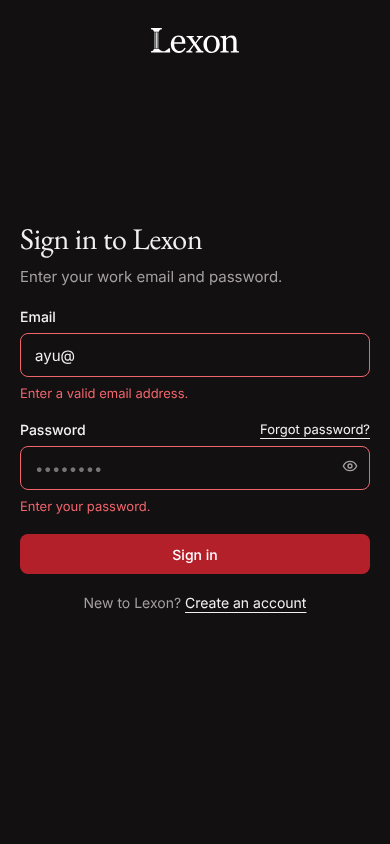 Lexon
Sign in to Lexon
Enter your work email and password.
Email
ayu@
Enter a valid email address.
Password
Forgot password?
••••••••
Enter your password.
Sign in
New to Lexon? Create an account